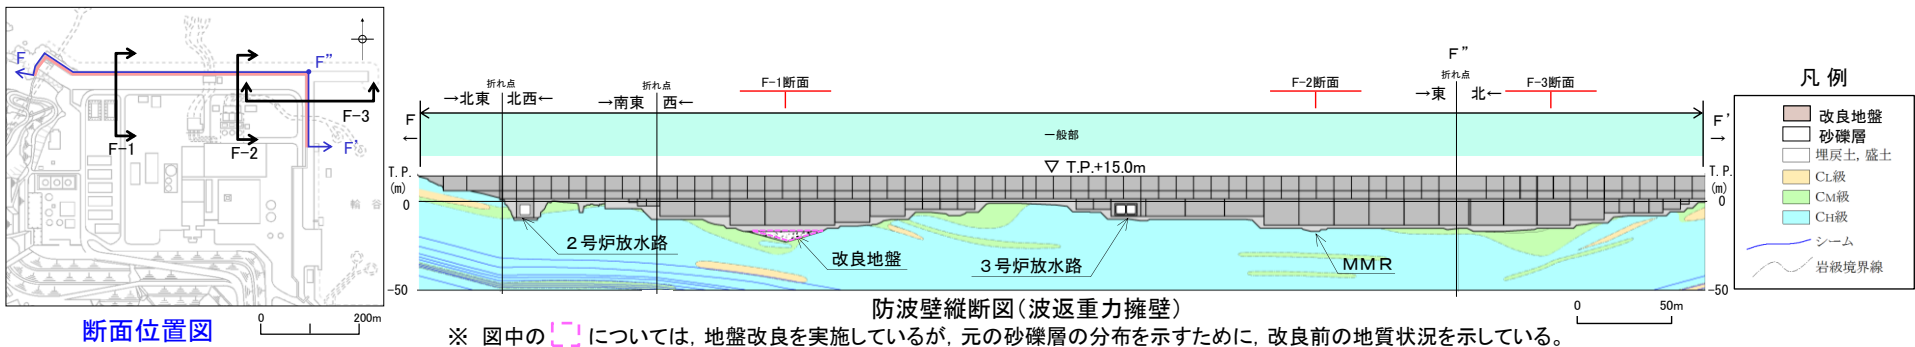 F
F"
F-3
F-1
F-2
F'
輪谷
断面位置図
0 200m
F"
折れ点 折れ点 F-1断面 F-2断面 折れ点 F-3断面
→北東 北西← →南東 西← →東 北←
F F'
← →
一般部
▽ T.P.+15.0m
T.P. T.P.
(m) (m)
0 0
2号炉放水路
改良地盤
3号炉放水路
MMR
-50 -50
防波壁縦断図(波返重力擁壁)
0 50m
※ 図中の については, 地盤改良を実施しているが, 元の砂礫層の分布を示すために, 改良前の地質状況を示している。
凡 例
改良地盤
砂礫層
埋戻土, 盛土
CL級
CM級
CH級
シーム
岩級境界線